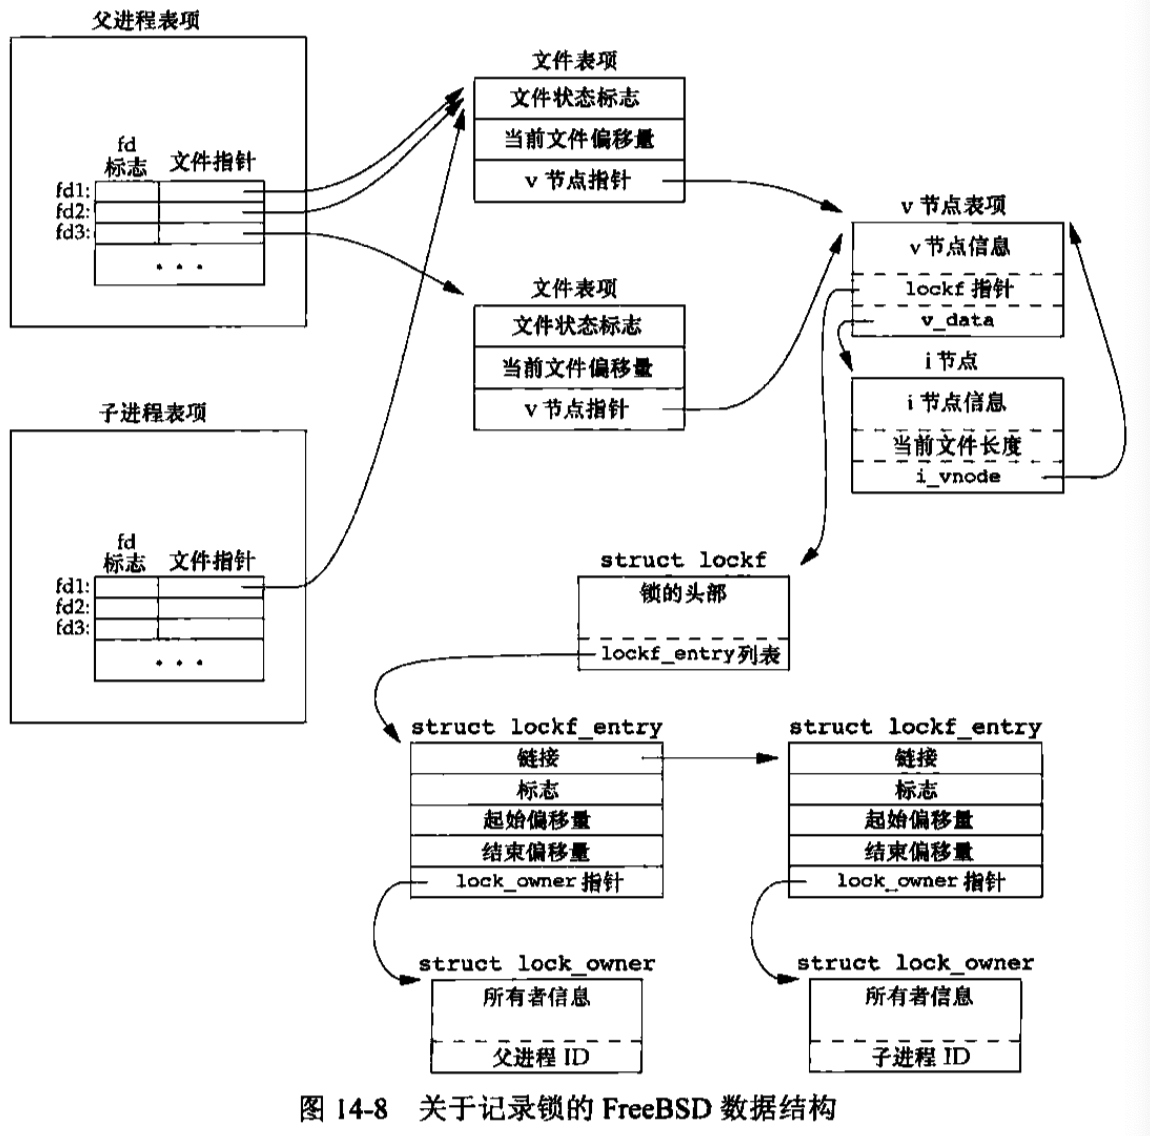 父进程表项
fd
标志
文件指针
fd1:
fd2:
fd3:
. . .
文件表项
文件状态标志
当前文件偏移量
v 节点指针
v 节点表项
v 节点信息
lockf 指针
v_data
文件表项
文件状态标志
当前文件偏移量
v 节点指针
i 节点
i 节点信息
当前文件长度
i_vnode
子进程表项
fd
标志
文件指针
fd1:
fd2:
fd3:
. . .
struct lockf
锁的头部
lockf_entry列表
struct lockf_entry
链接
标志
起始偏移量
结束偏移量
lock_owner 指针
struct lockf_entry
链接
标志
起始偏移量
结束偏移量
lock_owner 指针
struct lock_owner
所有者信息
父进程 ID
struct lock_owner
所有者信息
子进程 ID
图 14-8 关于记录锁的 FreeBSD 数据结构